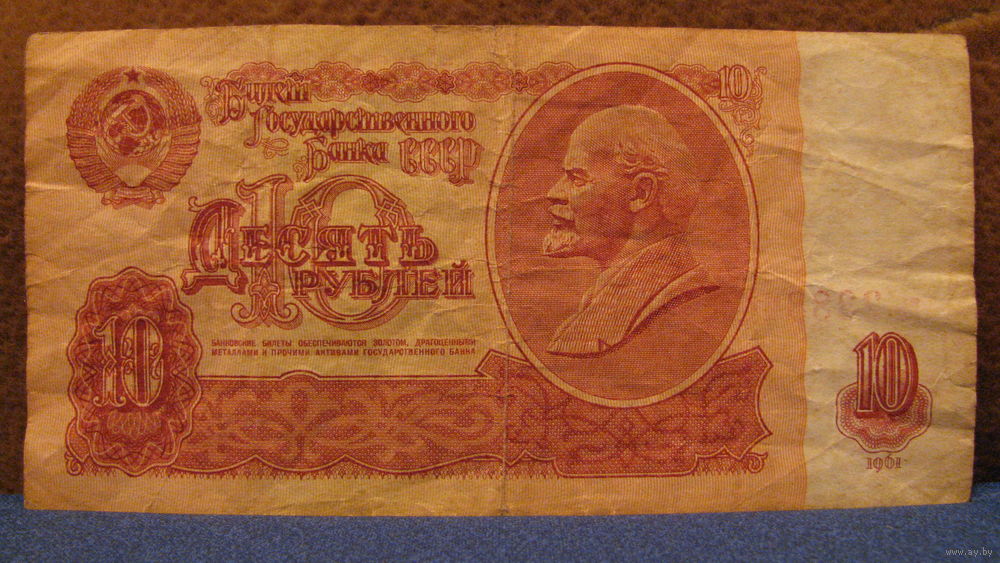 Билет
Государственного
Банка СССР
10
Десять
рублей
10
БАНКОВСКИЕ БИЛЕТЫ ОБЕСПЕЧИВАЮТСЯ ЗОЛОТОМ, ДРАГОЦЕННЫМИ
МЕТАЛЛАМИ И ПРОЧИМИ АКТИВАМИ ГОСУДАРСТВЕННОГО БАНКА
10
10
1961
www.ay.by